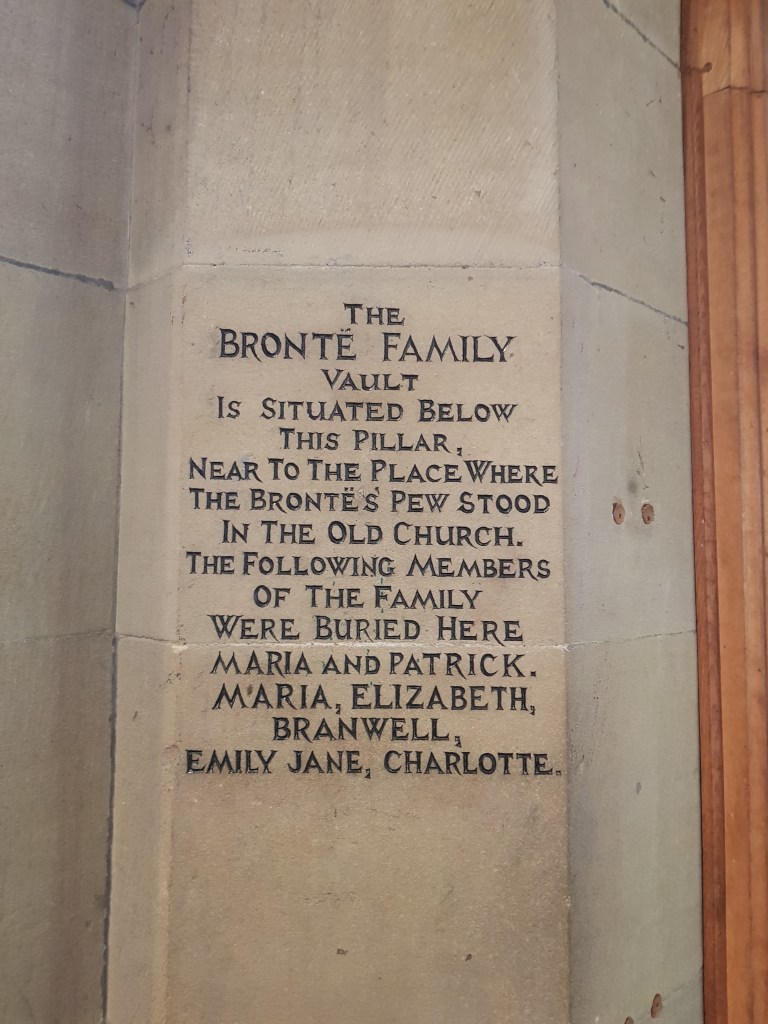 THE
BRONTË FAMILY
VAULT
IS SITUATED BELOW
THIS PILLAR,
NEAR TO THE PLACE WHERE
THE BRONTË'S PEW STOOD
IN THE OLD CHURCH.
THE FOLLOWING MEMBERS
OF THE FAMILY
WERE BURIED HERE
MARIA AND PATRICK.
MARIA, ELIZABETH,
BRANWELL,
EMILY JANE, CHARLOTTE.